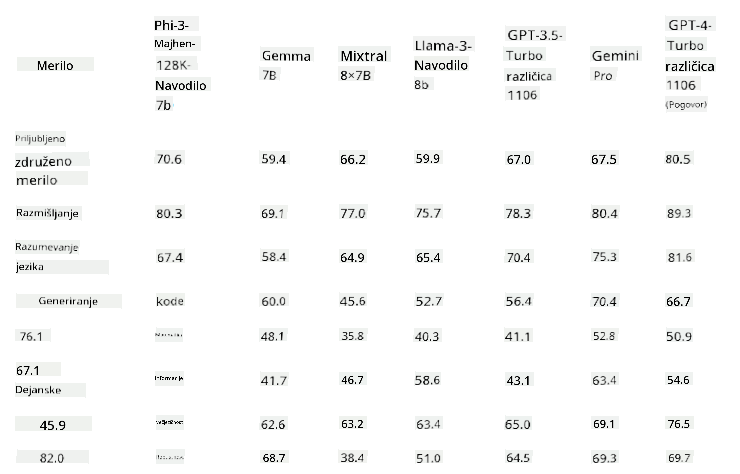 Merilo
Phi-3-
Majhen-
128K-
Navodilo
7b
Gemma
7B
Mixtral
8×7B
Llama-3-
Navodilo
8b
GPT-3.5-
Turbo
različica
1106
Gemini
Pro
GPT-4-
Turbo
različica
1106
(Pogovor)
Priljubljeno
združeno
merilo
70.6 59.4 66.2 59.9 67.0 67.5 80.5
Razmišljanje 80.3 69.1 77.0 75.7 78.3 80.4 89.3
Razumevanje
jezika
67.4 58.4 64.9 65.4 70.4 75.3 81.6
Generiranje kode 60.0 45.6 52.7 56.4 70.4 66.7
76.1 48.1 35.8 40.3 41.1 52.8 50.9
67.1
Dejanske
informacije 41.7 46.7 58.6 43.1 63.4 54.6
45.9 večjezičnost 62.6 63.2 63.4 65.0 69.1 76.5
82.0 68.7 38.4 51.0 64.5 69.3 69.7